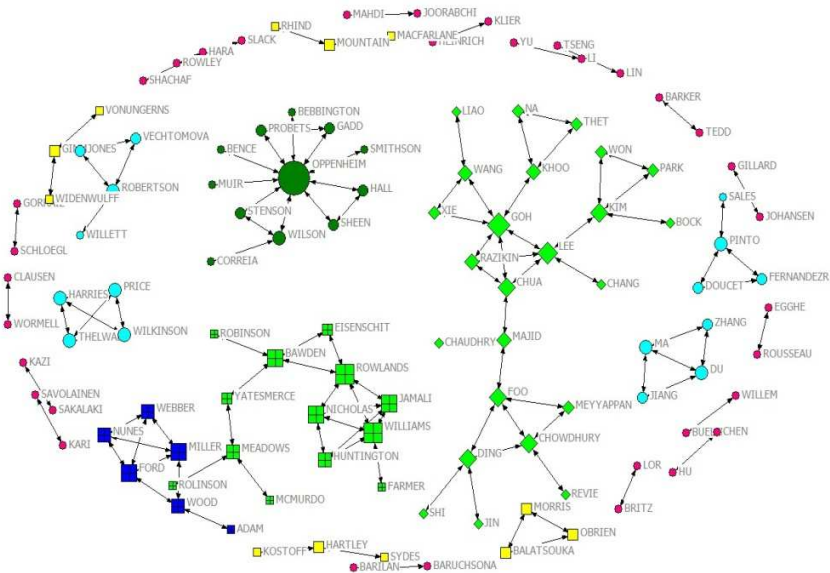 MAHDI
JOORABCHI
RHIND
KLIER
MACFARLANE
HARA
SLACK
MOUNTAIN
YU
TSENG
ROWLEY
LI
LIN
SHACHAF
VONUNGERNS
BEBBINGTON
LIAO
NA
BARKER
PROBETS
GADD
THET
TEDD
VECHTOMOVA
BENCE
SMITHSON
WON
OPPENHEIM
WANG
KHOO
PARK
GILLARD
ROBERTSON
MUIR
HALL
WIDENWULFF
SALES
STENSON
XIE
GOH
KIM
JOHANSEN
SHEEN
BOCK
WILLETT
WILSON
LEE
PINTO
SCHLOEGL
CORREIA
RAZIKIN
CLAUSEN
CHUA
CHANG
DOUCET
FERNANDEZR
HARRIES
PRICE
EGGHE
WORMELL
WILKINSON
EISENSCHIT
ZHANG
ROBINSON
CHAUDHRY
MAJID
MA
ROUSSEAU
KAZI
BAWDEN
ROWLANDS
DU
SAVOLAINEN
YATESMERCE
JAMALI
FOO
JIANG
WILLEM
SAKALAKI
WEBBER
NICHOLAS
MEYYAPPAN
NUNES
WILLIAMS
KARI
MILLER
MEADOWS
CHOWDHURY
HUNTINGTON
DING
FORD
LOR
HU
ROLINSON
FARMER
REVIE
WOOD
MCMURDO
MORRIS
BRITZ
SHI
JIN
ADAM
OBRIEN
KOSTOFF
HARTLEY
SYDES
BALATSOUKA
BARILAN
BARUCHSONA